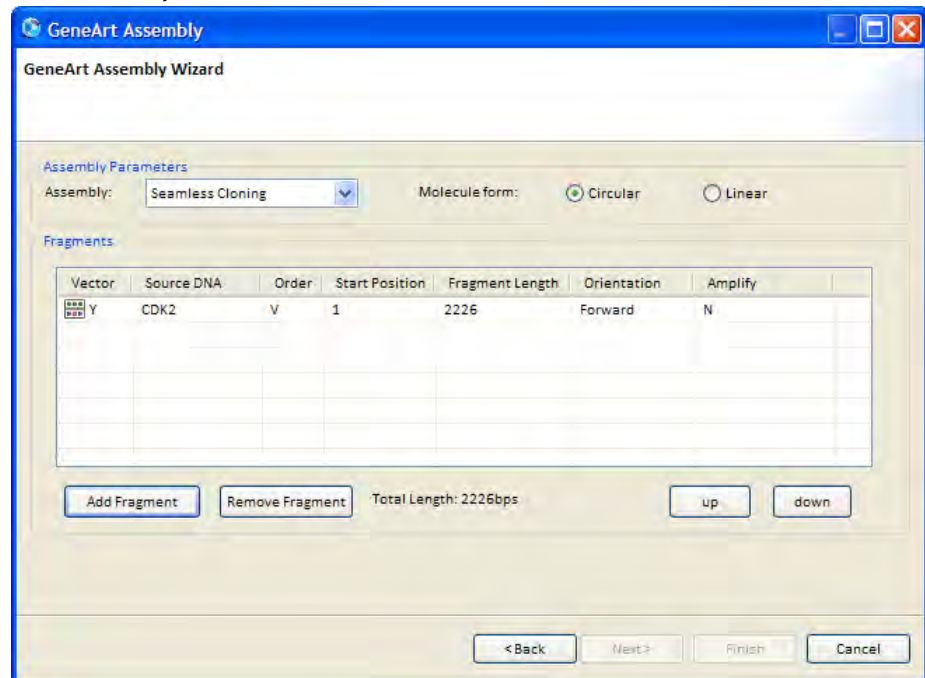 GeneArt Assembly
GeneArt Assembly Wizard
Assembly Parameters
Assembly: Seamless Cloning Molecule form: Circular Linear
Fragments
Vector Source DNA Order Start Position Fragment Length Orientation Amplify
Y CDK2 V 1 2226 Forward N
Add Fragment Remove Fragment Total Length: 2226bps up down
<Back Next> Finish Cancel